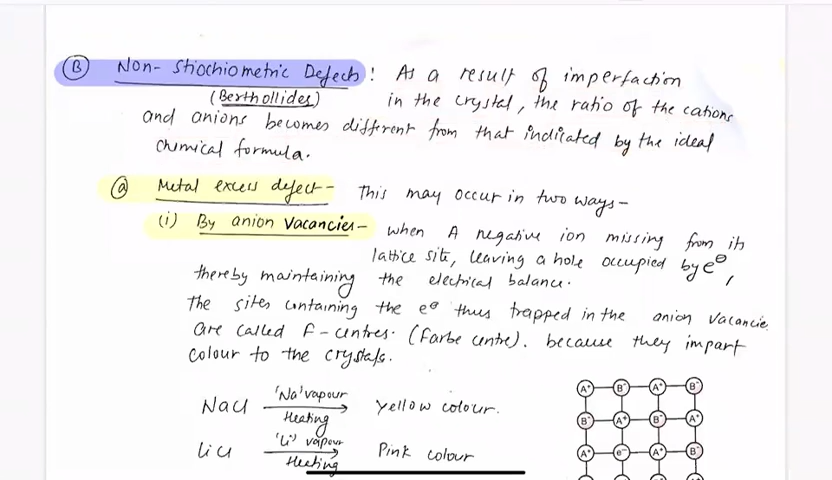 B Non-Stiochiometric Defects : As a result of imperfaction
(Berthollides) in the crystal, the ratio of the cations
and anions becomes different from that indicated by the ideal
chemical formula.
a Metal excess defect- This may occur in two ways-
(i) By anion Vacancies- when A negative ion missing from its
lattice site, leaving a hole occupied by e⊖,
thereby maintaining the electrical balance.
The sites containing the e⊖ thus trapped in the anion Vacancie
are called F-centres. (Farbe centre). because they impart
colour to the crystals.
NaCl 'Na' vapour Heating Yellow colour.
LiCl 'Li' vapour Heating Pink colour
A⁺ B⁻ A⁺ B⁻
B⁻ A⁺ B⁻ A⁺
A⁺ e⁻ A⁺ B⁻